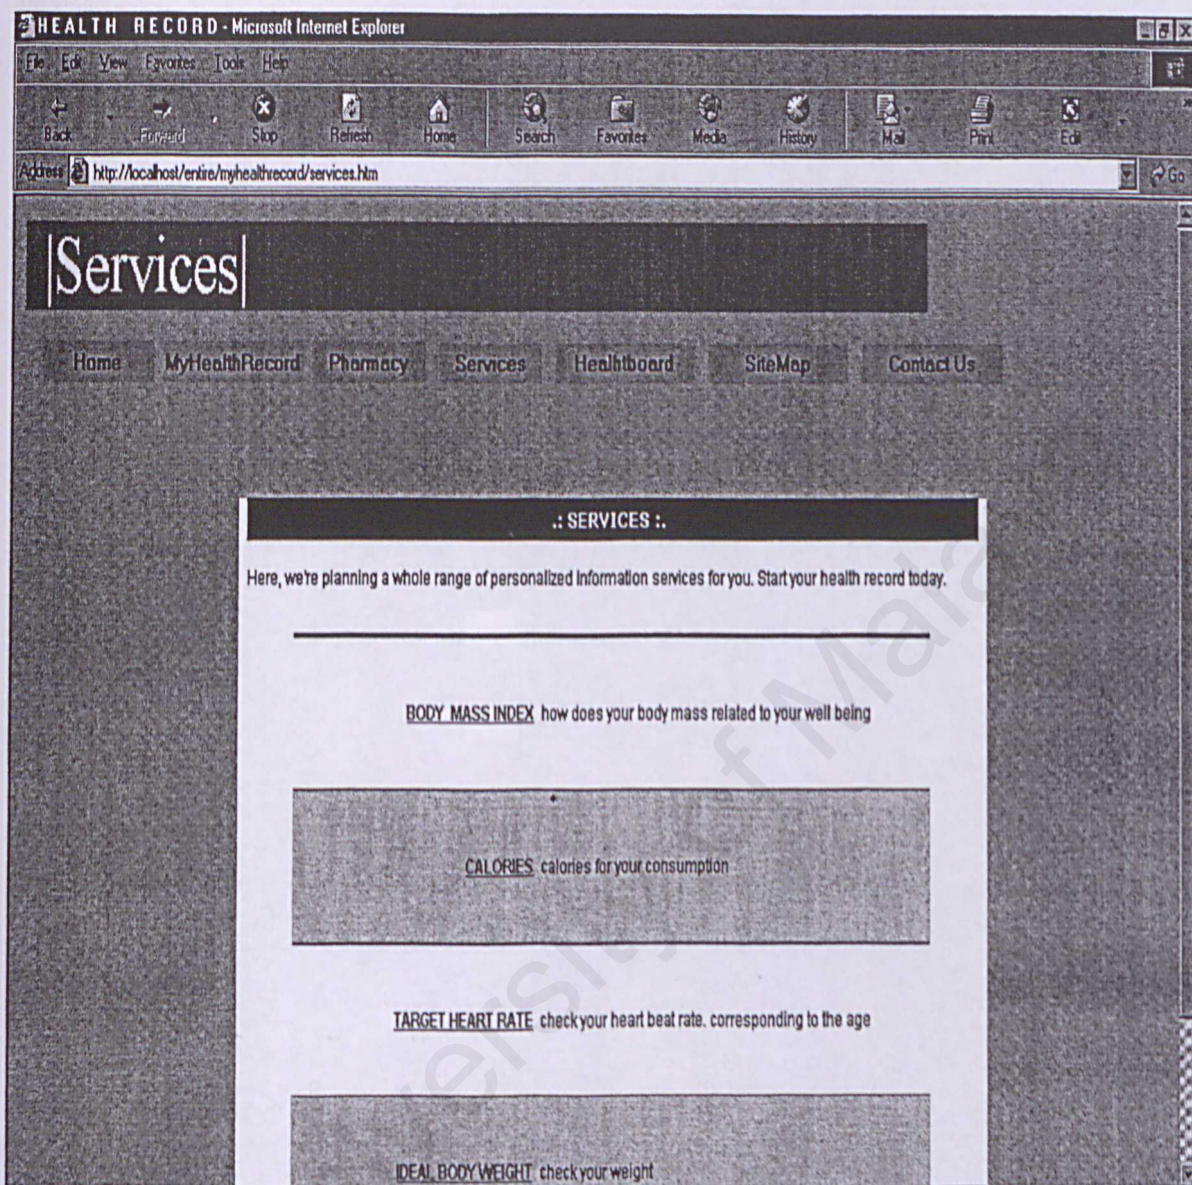 HEALTH RECORD - Microsoft Internet Explorer
File Edit View Favorites Tools Help
Back Forward Stop Refresh Home Search Favorites Media History Mail Print Edit
Address http://localhost/entire/myhealthrecord/services.htm Go
|Services|
Home MyHealthRecord Pharmacy Services Healhtboard SiteMap Contact Us
.: SERVICES :.
Here, we're planning a whole range of personalized information services for you. Start your health record today.
BODY MASS INDEX how does your body mass related to your well being
CALORIES calories for your consumption
TARGET HEART RATE check your heart beat rate. corresponding to the age
IDEAL BODY WEIGHT check your weight